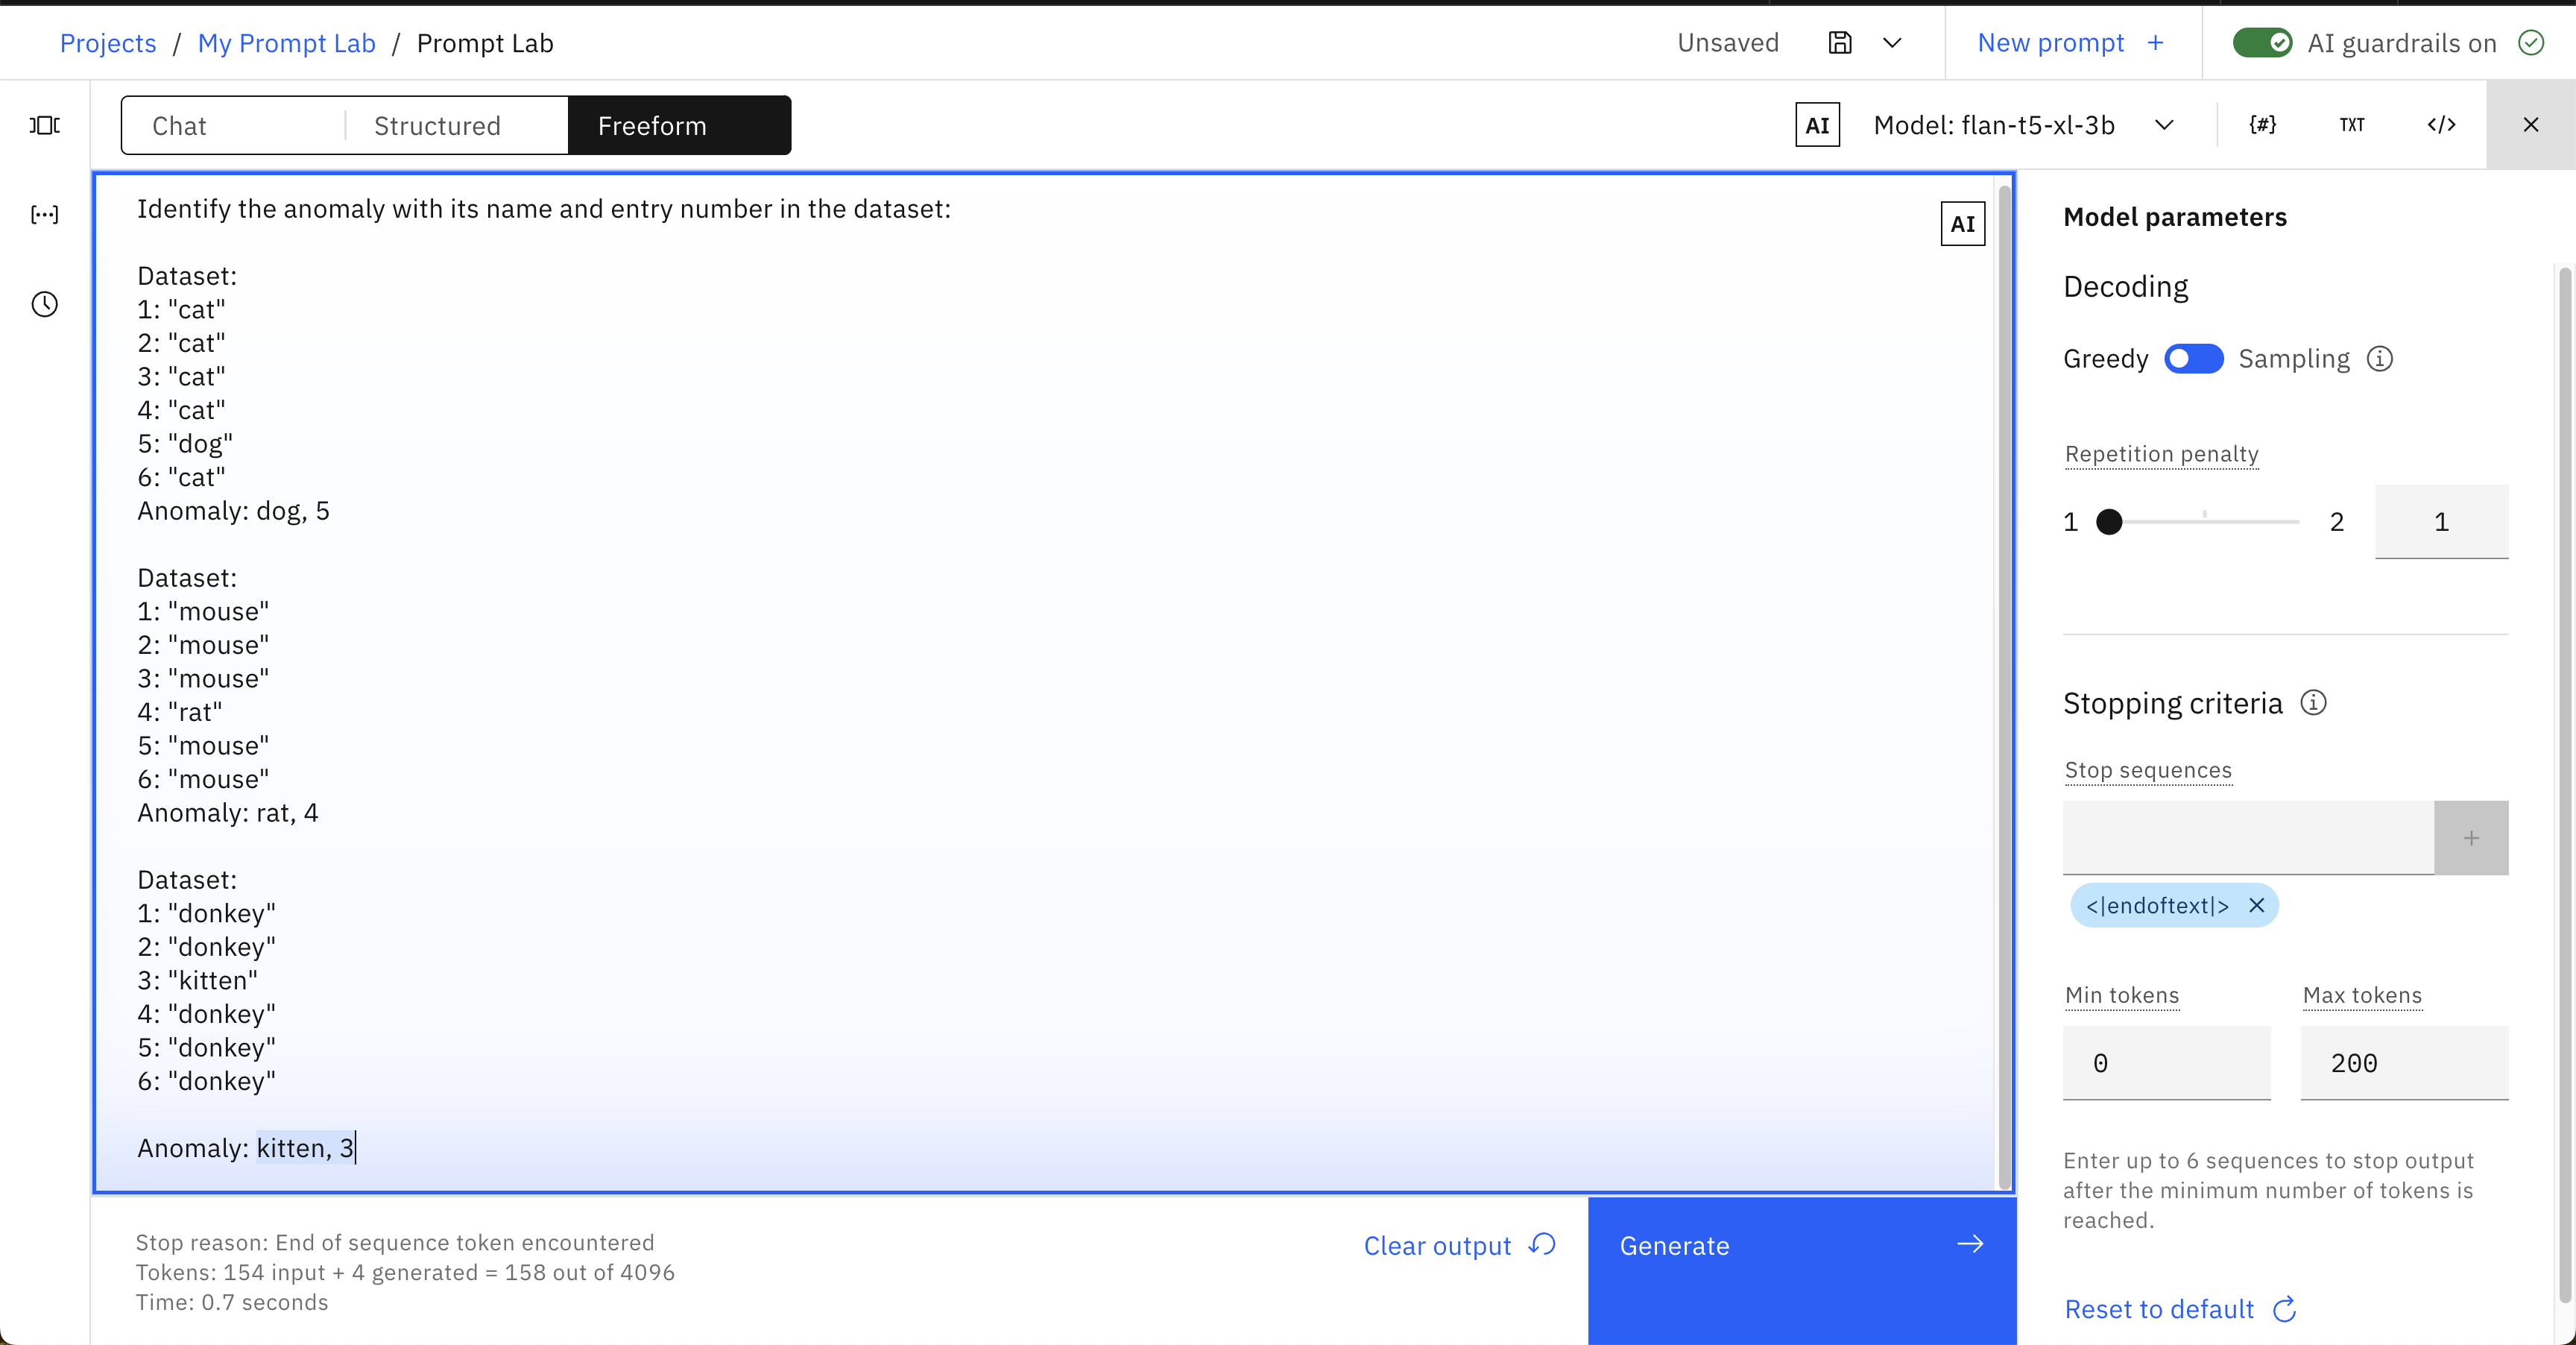 Projects / My Prompt Lab / Prompt Lab
Unsaved
New prompt +
AI guardrails on
Chat
Structured
Freeform
AI
Model: flan-t5-xl-3b
{#}
TXT
</>
Identify the anomaly with its name and entry number in the dataset:
AI
Dataset:
1: "cat"
2: "cat"
3: "cat"
4: "cat"
5: "dog"
6: "cat"
Anomaly: dog, 5
Dataset:
1: "mouse"
2: "mouse"
3: "mouse"
4: "rat"
5: "mouse"
6: "mouse"
Anomaly: rat, 4
Dataset:
1: "donkey"
2: "donkey"
3: "kitten"
4: "donkey"
5: "donkey"
6: "donkey"
Anomaly: kitten, 3
Stop reason: End of sequence token encountered
Tokens: 154 input + 4 generated = 158 out of 4096
Time: 0.7 seconds
Clear output
Generate
Model parameters
Decoding
Greedy
Sampling
Repetition penalty
1
2
1
Stopping criteria
Stop sequences
+
<|endoftext|>
Min tokens
Max tokens
0
200
Enter up to 6 sequences to stop output
after the minimum number of tokens is
reached.
Reset to default